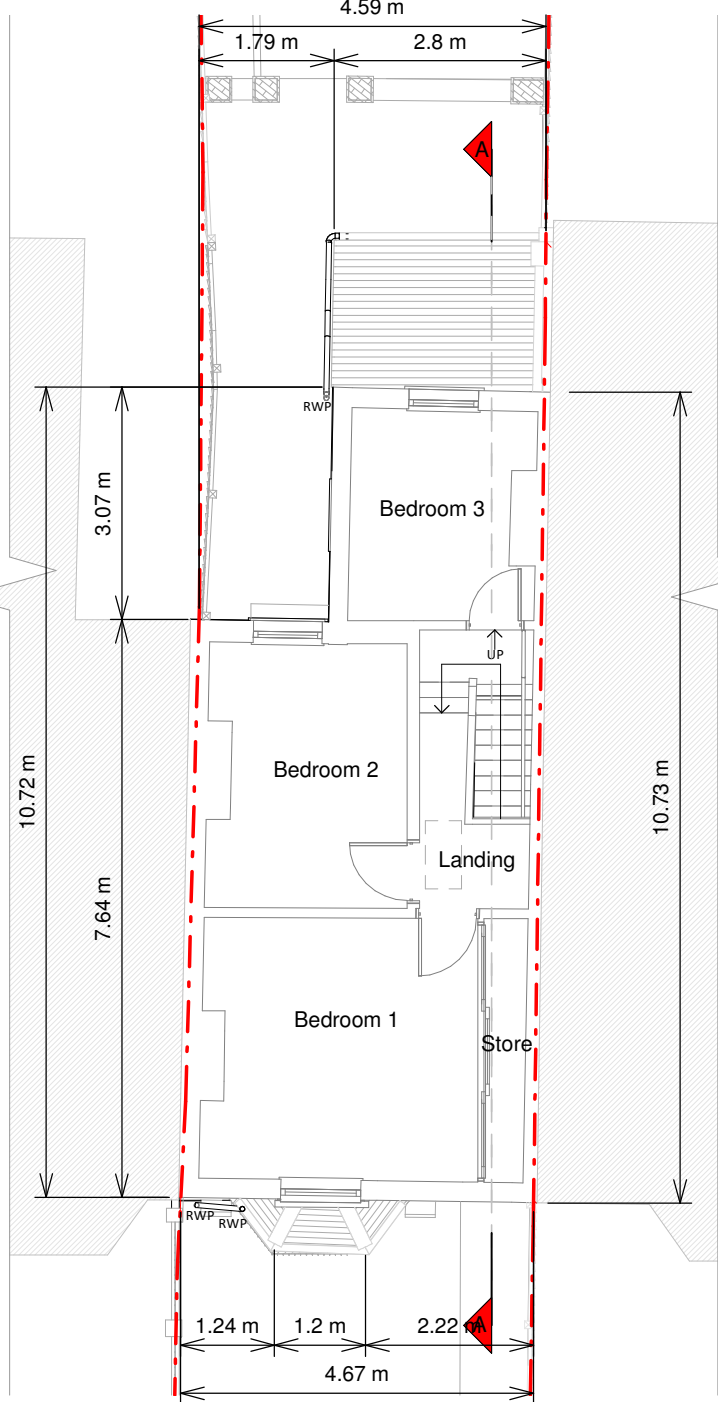 4.59 m
1.79 m
2.8 m
A
RWP
3.07 m
Bedroom 3
UP
10.72 m
Bedroom 2
10.73 m
Landing
7.64 m
Bedroom 1
Store
RWP
RWP
1.24 m
1.2 m
2.22 m
A
4.67 m